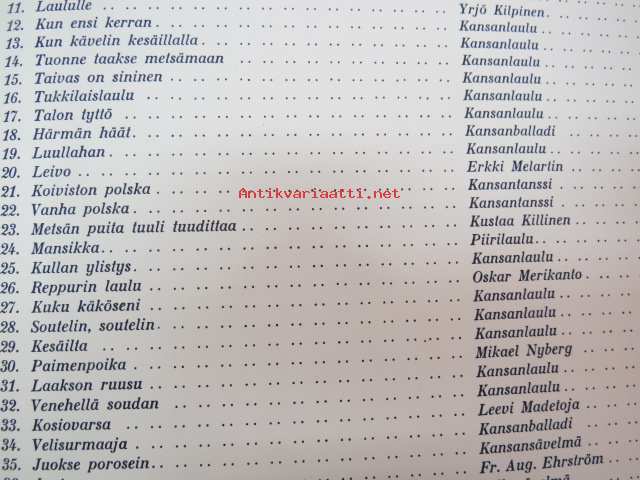 11. Laululle . . . . Yrjö Kilpinen. . . .
12. Kun ensi kerran . . . . Kansanlaulu . . . .
13. Kun kävelin kesäillalla . . . . Kansanlaulu . . . .
14. Tuonne taakse metsämaan . . . . Kansanlaulu . . . .
15. Taivas on sininen . . . . Kansanlaulu . . . .
16. Tukkilaislaulu . . . . Kansanlaulu . . . .
17. Talon tyttö . . . . Kansanlaulu . . . .
18. Härmän häät . . . . Kansanballadi . . . .
19. Luullahan . . . . Kansanlaulu . . . .
20. Leivo . . . . Erkki Melartin . . . .
21. Koiviston polska . . . . Kansantanssi . . . .
Antikvariaatti.net
22. Vanha polska . . . . Kansantanssi . . . .
23. Metsän puita tuuli tuudittaa . . . . Kustaa Killinen . . . .
24. Mansikka . . . . Piirilaulu . . . .
25. Kullan ylistys . . . . Kansanlaulu . . . .
26. Reppurin laulu . . . . Oskar Merikanto . . . .
27. Kuku käköseni . . . . Kansanlaulu . . . .
28. Soutelin, soutelin . . . . Kansanlaulu . . . .
29. Kesäilta . . . . Kansanlaulu . . . .
30. Paimenpoika . . . . Mikael Nyberg . . . .
31. Laakson ruusu . . . . Kansanlaulu . . . .
32. Venehellä soudan . . . . Kansanlaulu . . . .
33. Kosiovarsa . . . . Leevi Madetoja . . . .
34. Velisurmaaja . . . . Kansanballadi . . . .
35. Juokse porosein . . . . Kansansävelmä . . . .
Fr. Aug. Ehrström . . . .